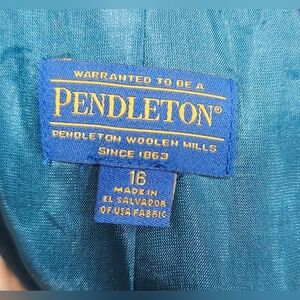 WARRANTED TO BE A
PENDLETON®
PENDLETON WOOLEN MILLS
SINCE 1863
16
MADE IN
EL SALVADOR
OF USA FABRIC